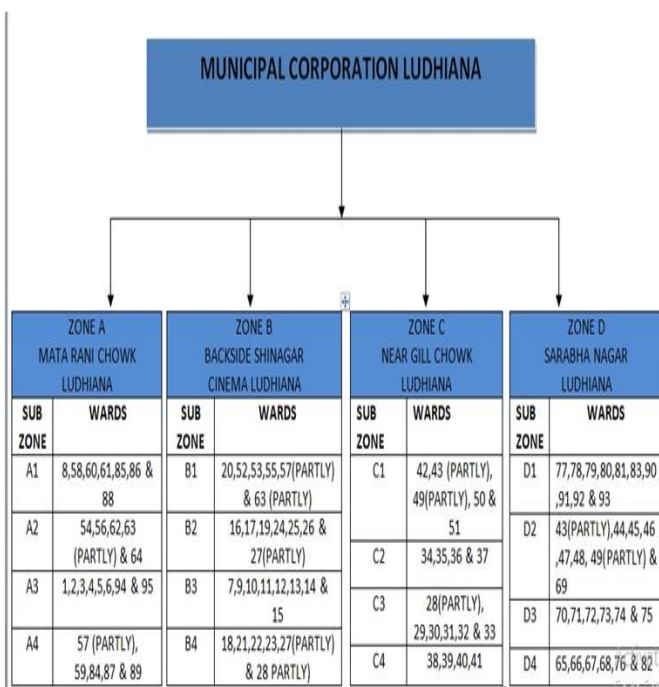 MUNICIPAL CORPORATION LUDHIANA
ZONE A
MATA RANI CHOWK
LUDHIANA
SUB ZONE WARDS
A1 8,58,60,61,85,86 &
88
A2 54,56,62,63
(PARTLY) & 64
A3 1,2,3,4,5,6,94 & 95
A4 57 (PARTLY),
59,84,87 & 89
ZONE B
BACKSIDE SHINAGAR
CINEMA LUDHIANA
SUB ZONE WARDS
B1 20,52,53,55,57(PARTLY)
& 63 (PARTLY)
B2 16,17,19,24,25,26 &
27(PARTLY)
B3 7,9,10,11,12,13,14 &
15
B4 18,21,22,23,27(PARTLY)
& 28 PARTLY)
ZONE C
NEAR GILL CHOWK
LUDHIANA
SUB ZONE WARDS
C1 42,43 (PARTLY),
49(PARTLY), 50 &
51
C2 34,35,36 & 37
C3 28(PARTLY),
29,30,31,32 & 33
C4 38,39,40,41
ZONE D
SARABHA NAGAR
LUDHIANA
SUB ZONE WARDS
D1 77,78,79,80,81,83,90
,91,92 & 93
D2 43(PARTLY),44,45,46
,47,48, 49(PARTLY) &
69
D3 70,71,72,73,74 & 75
D4 65,66,67,68,76 & 82